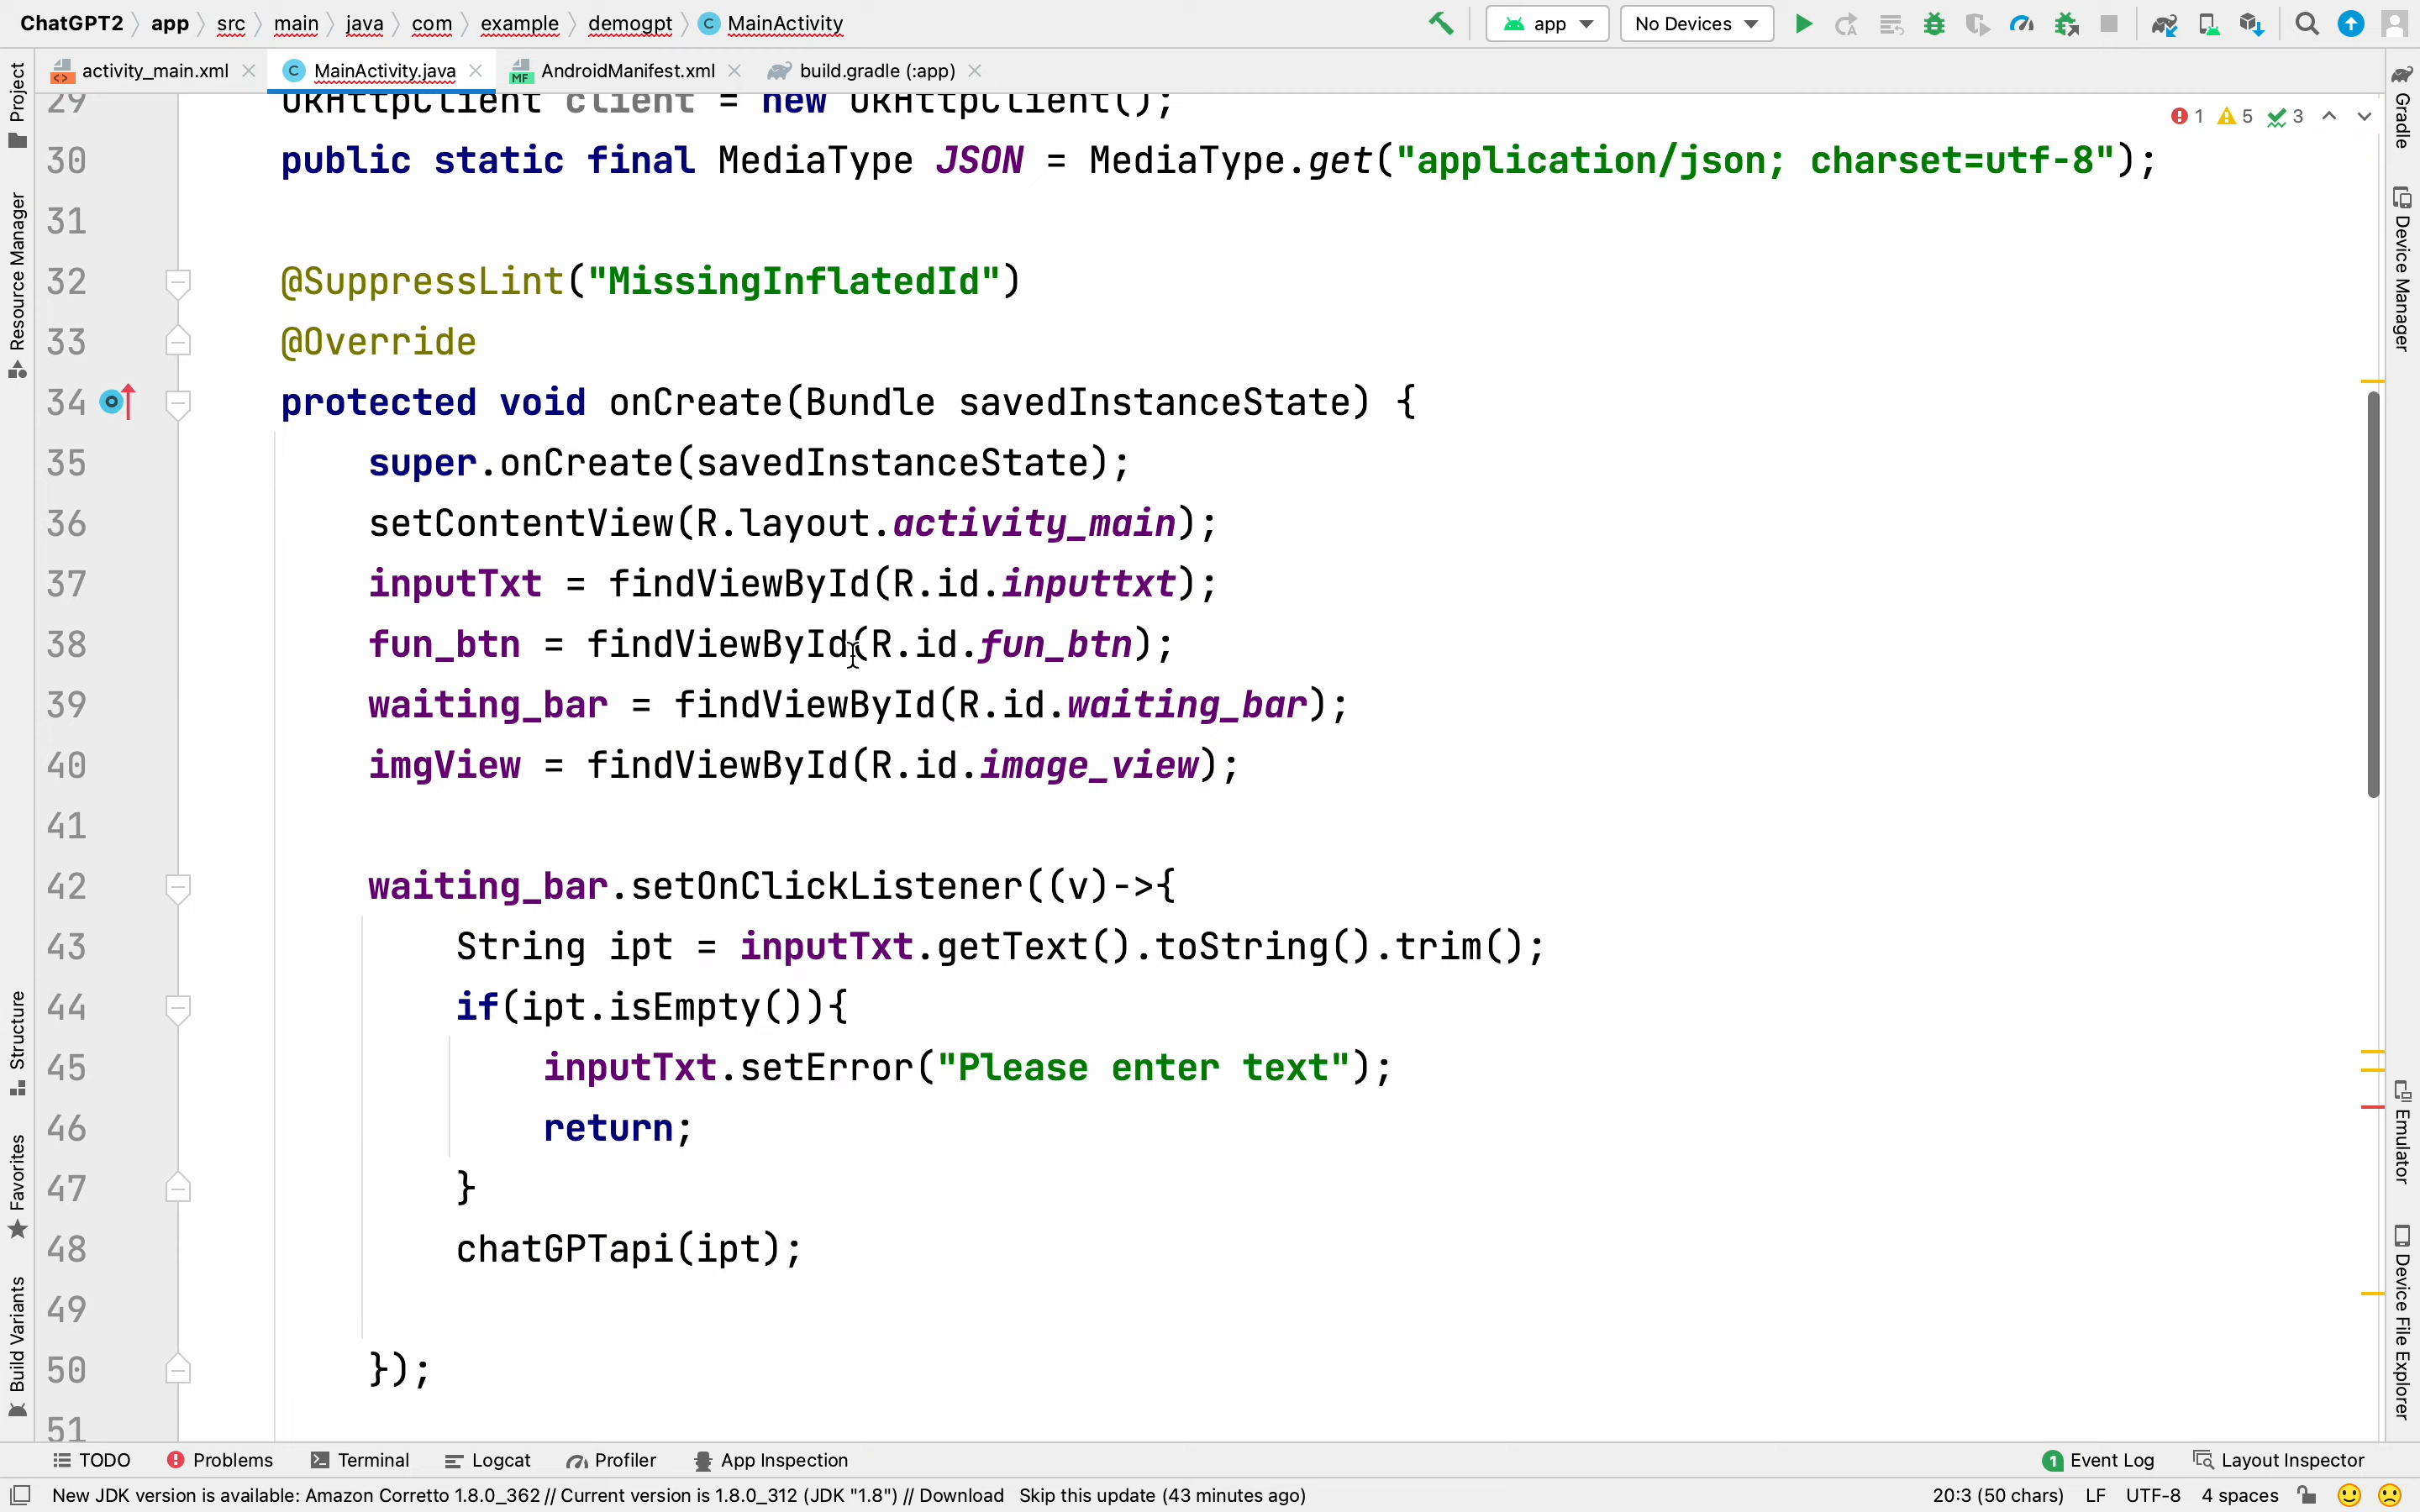 ChatGPT2 app src main java com example demogpt MainActivity app No Devices
activity_main.xml MainActivity.java AndroidManifest.xml build.gradle (:app)
29 OkHttpClient client = new OkHttpClient();
1 5 3
30 public static final MediaType JSON = MediaType.get("application/json; charset=utf-8");
31
32 @SuppressLint("MissingInflatedId")
33 @Override
34 protected void onCreate(Bundle savedInstanceState) {
35 super.onCreate(savedInstanceState);
36 setContentView(R.layout.activity_main);
37 inputTxt = findViewById(R.id.inputtxt);
38 fun_btn = findViewById(R.id.fun_btn);
39 waiting_bar = findViewById(R.id.waiting_bar);
40 imgView = findViewById(R.id.image_view);
41
42 waiting_bar.setOnClickListener((v)->{
43 String ipt = inputTxt.getText().toString().trim();
44 if(ipt.isEmpty()){
45 inputTxt.setError("Please enter text");
46 return;
47 }
48 chatGPTapi(ipt);
49
50 });
51
Project
Resource Manager
Structure
Favorites
Build Variants
Gradle
Device Manager
Emulator
Device File Explorer
TODO Problems Terminal Logcat Profiler App Inspection 1 Event Log Layout Inspector
New JDK version is available: Amazon Corretto 1.8.0_362 // Current version is 1.8.0_312 (JDK "1.8") // Download Skip this update (43 minutes ago) 20:3 (50 chars) LF UTF-8 4 spaces